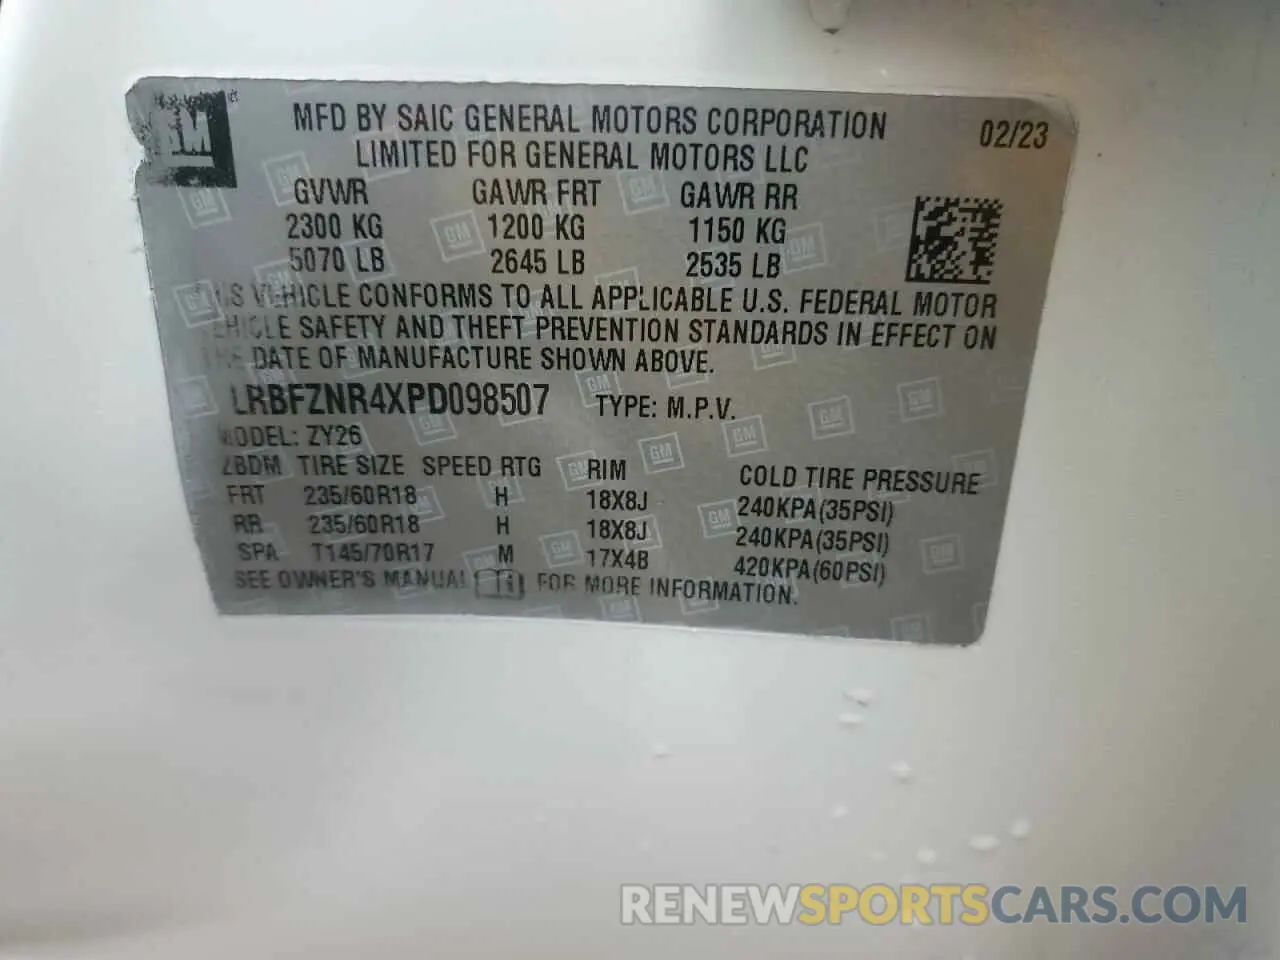 GM
MFD BY SAIC GENERAL MOTORS CORPORATION
LIMITED FOR GENERAL MOTORS LLC
02/23
GVWR GAWR FRT GAWR RR
2300 KG 1200 KG 1150 KG
5070 LB 2645 LB 2535 LB
VEHICLE CONFORMS TO ALL APPLICABLE U.S. FEDERAL MOTOR
VEHICLE SAFETY AND THEFT PREVENTION STANDARDS IN EFFECT ON
THE DATE OF MANUFACTURE SHOWN ABOVE.
LRBFZNR4XPD098507 TYPE: M.P.V.
MODEL: ZY26
ZBDM TIRE SIZE SPEED RTG RIM COLD TIRE PRESSURE
FRT 235/60R18 H 18X8J 240KPA(35PSI)
RR 235/60R18 H 18X8J 240KPA(35PSI)
SPA T145/70R17 M 17X4B 420KPA(60PSI)
SEE OWNER'S MANUAL FOR MORE INFORMATION.
RENEWSPORTSCARS.COM